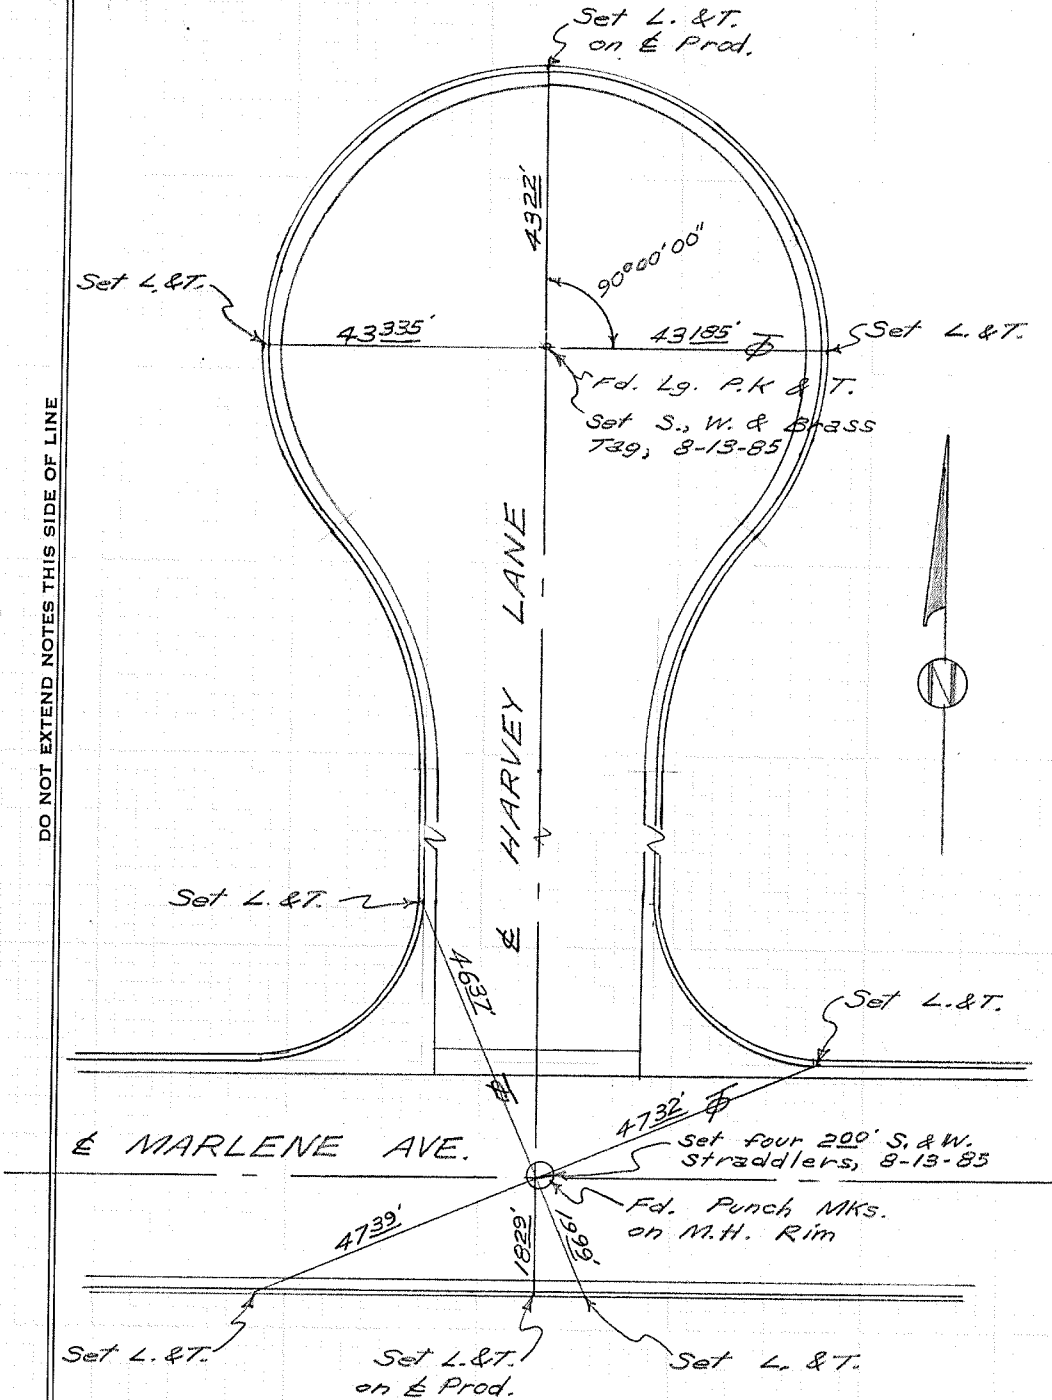 Set L. & T.
on ℄ Prod.
43 22'
90° 00' 00"
Set L. & T.
43 335'
43 185'
Set L. & T.
Fd. Lg. P.K & T.
Set S., W. & Brass
Tag, 8-13-85
DO NOT EXTEND NOTES THIS SIDE OF LINE
℄ HARVEY LANE
N
Set L. & T.
46 37'
Set L. & T.
47 32'
℄ MARLENE AVE.
Set four 2 00' S. & W.
Straddlers, 8-13-85
Fd. Punch MKs.
on M.H. Rim
47 39'
18 29'
19 99'
Set L. & T.
Set L. & T.
on ℄ Prod.
Set L. & T.